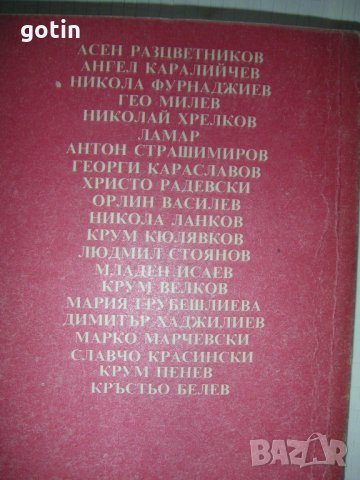 gotin
АСЕН РАЗЦВЕТНИКОВ
АНГЕЛ КАРАЛИЙЧЕВ
НИКОЛА ФУРНАДЖИЕВ
ГЕО МИЛЕВ
НИКОЛАЙ ХРЕЛКОВ
ЛАМАР
АНТОН СТРАШИМИРОВ
ГЕОРГИ КАРАСЛАВОВ
ХРИСТО РАДЕВСКИ
ОРЛИН ВАСИЛЕВ
НИКОЛА ЛАНКОВ
КРУМ КЮЛЯВКОВ
ЛЮДМИЛ СТОЯНОВ
МЛАДЕН ИСАЕВ
КРУМ ВЕЛКОВ
МАРИЯ ГРУБЕШЛИЕВА
ДИМИТЪР ХАДЖИЛИЕВ
МАРКО МАРЧЕВСКИ
СЛАВЧО КРАСИНСКИ
КРУМ ПЕНЕВ
КРЪСТЬО БЕЛЕВ
BAZAR